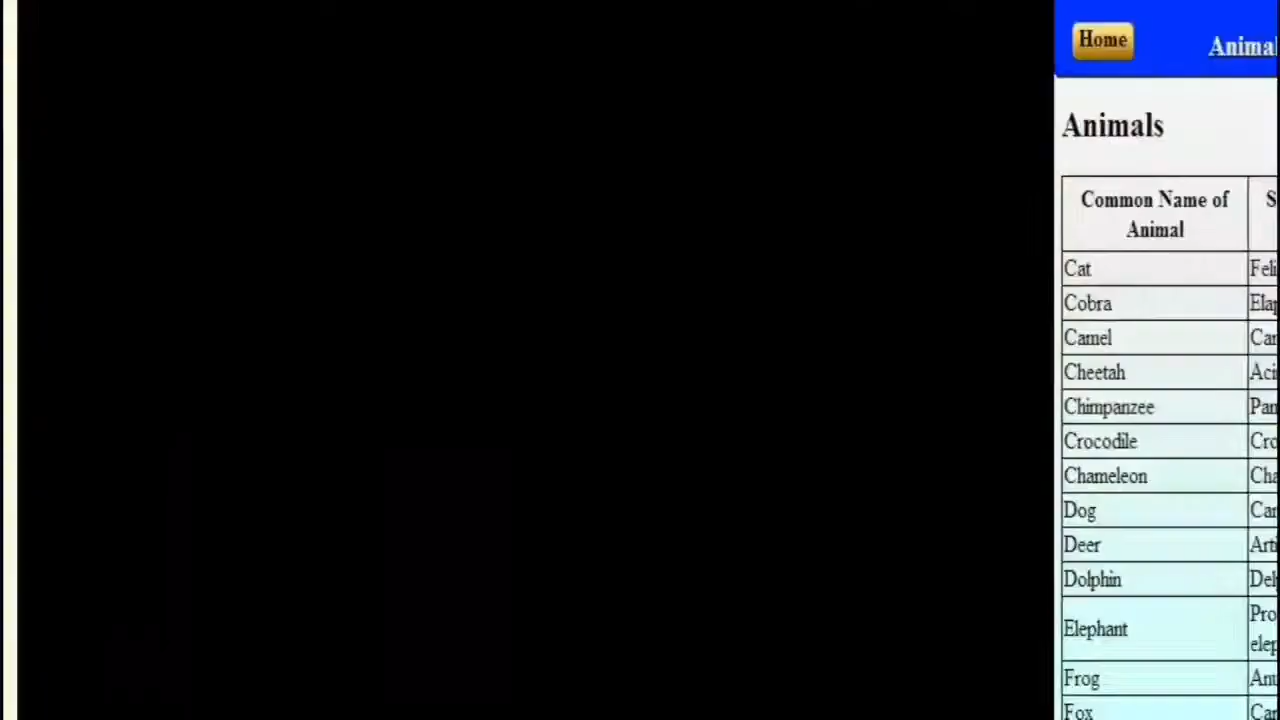 Home
Animal
Animals
Common Name of
Animal
Cat
Cobra
Camel
Cheetah
Chimpanzee
Crocodile
Chameleon
Dog
Deer
Dolphin
Elephant
Frog
Fox